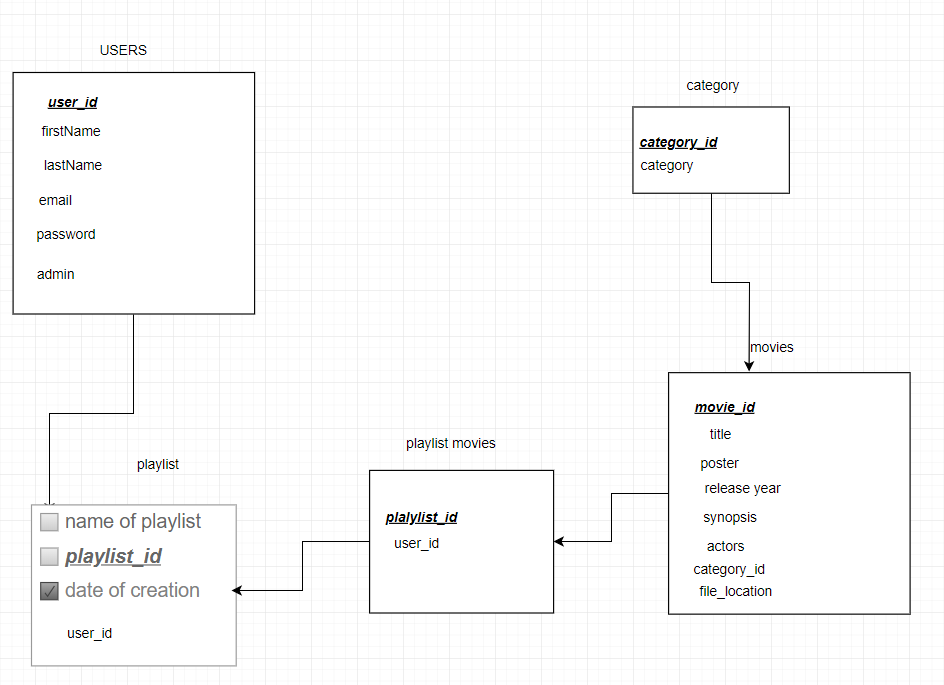 USERS
user_id
firstName
lastName
email
password
admin
category
category_id
category
movies
movie_id
title
poster
release year
synopsis
actors
category_id
file_location
playlist movies
plalylist_id
user_id
playlist
name of playlist
playlist_id
date of creation
user_id